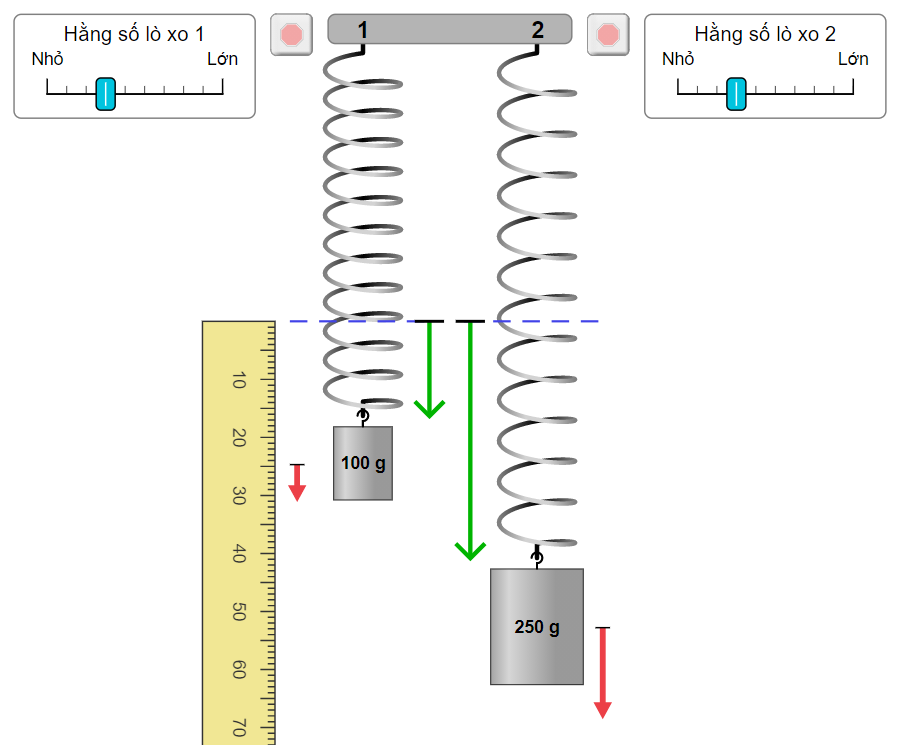 Hằng số lò xo 1
Nhỏ Lớn
1 2
Hằng số lò xo 2
Nhỏ Lớn
10
20
30
40
50
60
70
100 g
250 g